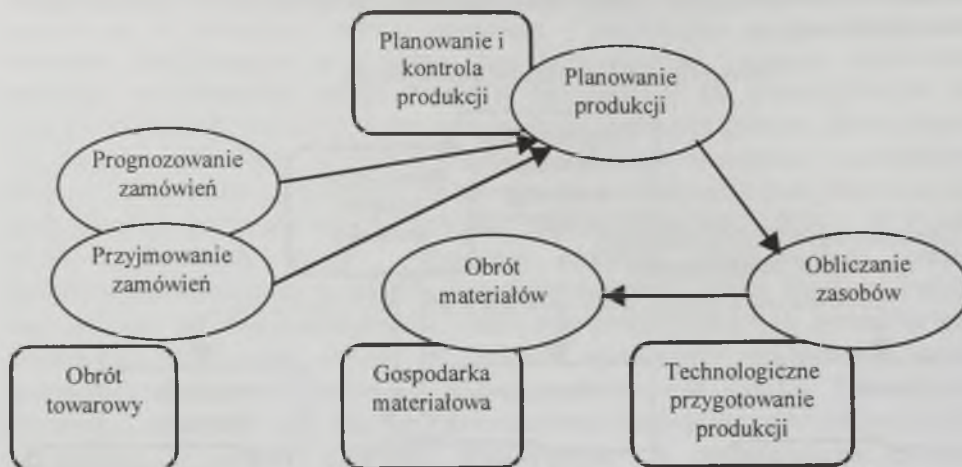 Planowanie i
kontrola
produkcji
Planowanie
produkcji
Prognozowanie
zamówień
Przyjmowanie
zamówień
Obrót
materiałów
Obliczanie
zasobów
Obrót
towarowy
Gospodarka
materiałowa
Technologiczne
przygotowanie
produkcji